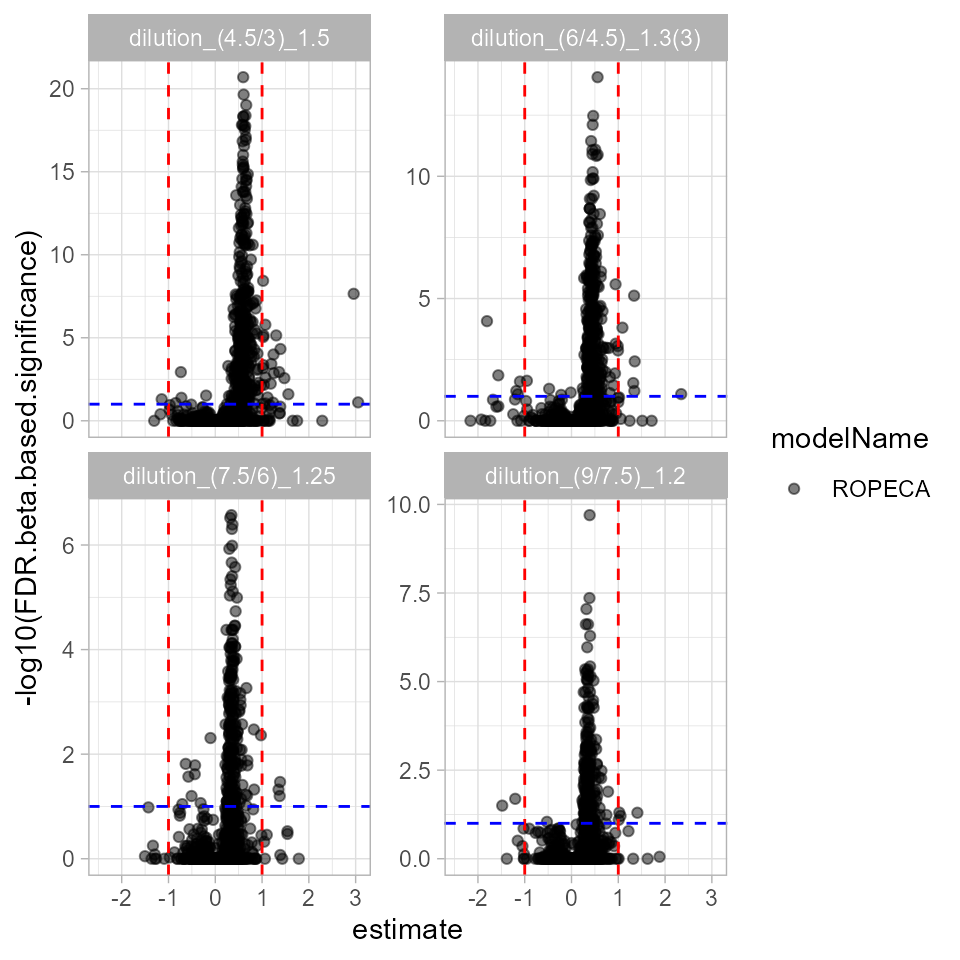 dilution_(4.5/3)_1.5
dilution_(6/4.5)_1.3(3)
20
15
10
5
0
10
5
0
dilution_(7.5/6)_1.25
dilution_(9/7.5)_1.2
6
4
2
0
10.0
7.5
5.0
2.5
0.0
-2 -1 0 1 2 3
-2 -1 0 1 2 3
estimate
-log10(FDR.beta.based.significance)
modelName
ROPECA